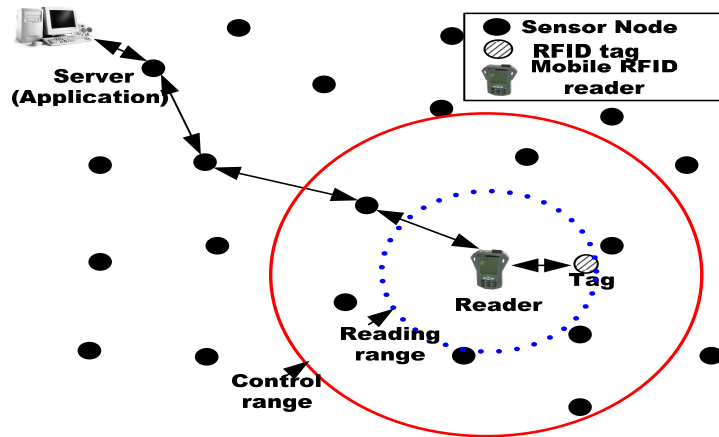 Sensor Node
RFID tag
Mobile RFID
reader
Server
(Application)
Tag
Reader
Reading
range
Control
range